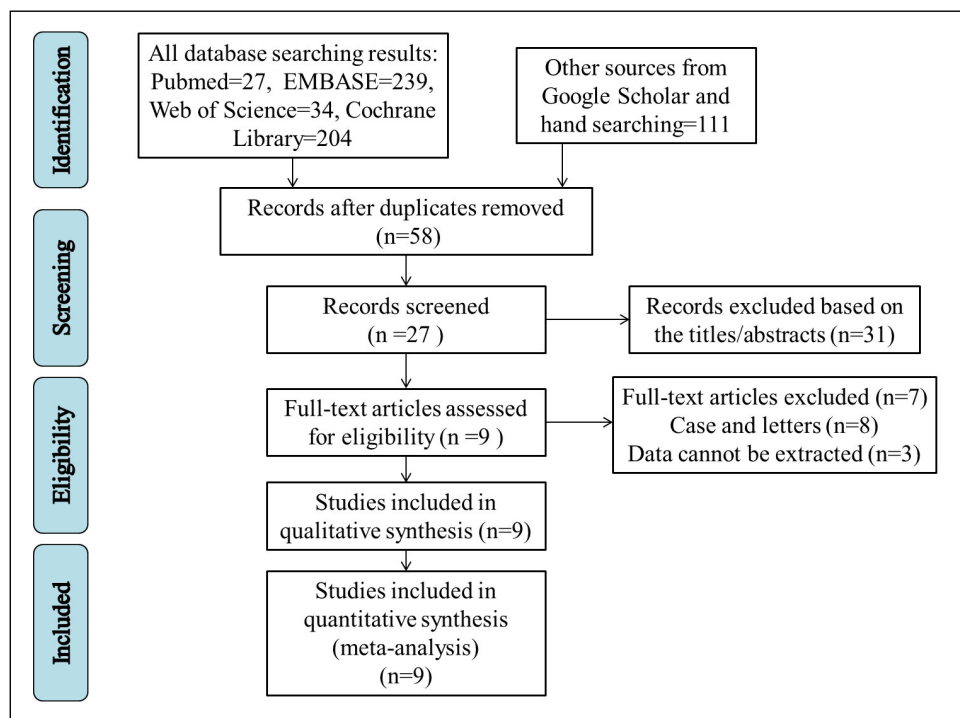 Identification
All database searching results:
Pubmed=27, EMBASE=239,
Web of Science=34, Cochrane
Library=204
Other sources from
Google Scholar and
hand searching=111
Records after duplicates removed
(n=58)
Screening
Records screened
(n =27 )
Records excluded based on
the titles/abstracts (n=31)
Eligibility
Full-text articles assessed
for eligibility (n =9 )
Full-text articles excluded (n=7)
Case and letters (n=8)
Data cannot be extracted (n=3)
Studies included in
qualitative synthesis (n=9)
Included
Studies included in
quantitative synthesis
(meta-analysis)
(n=9)